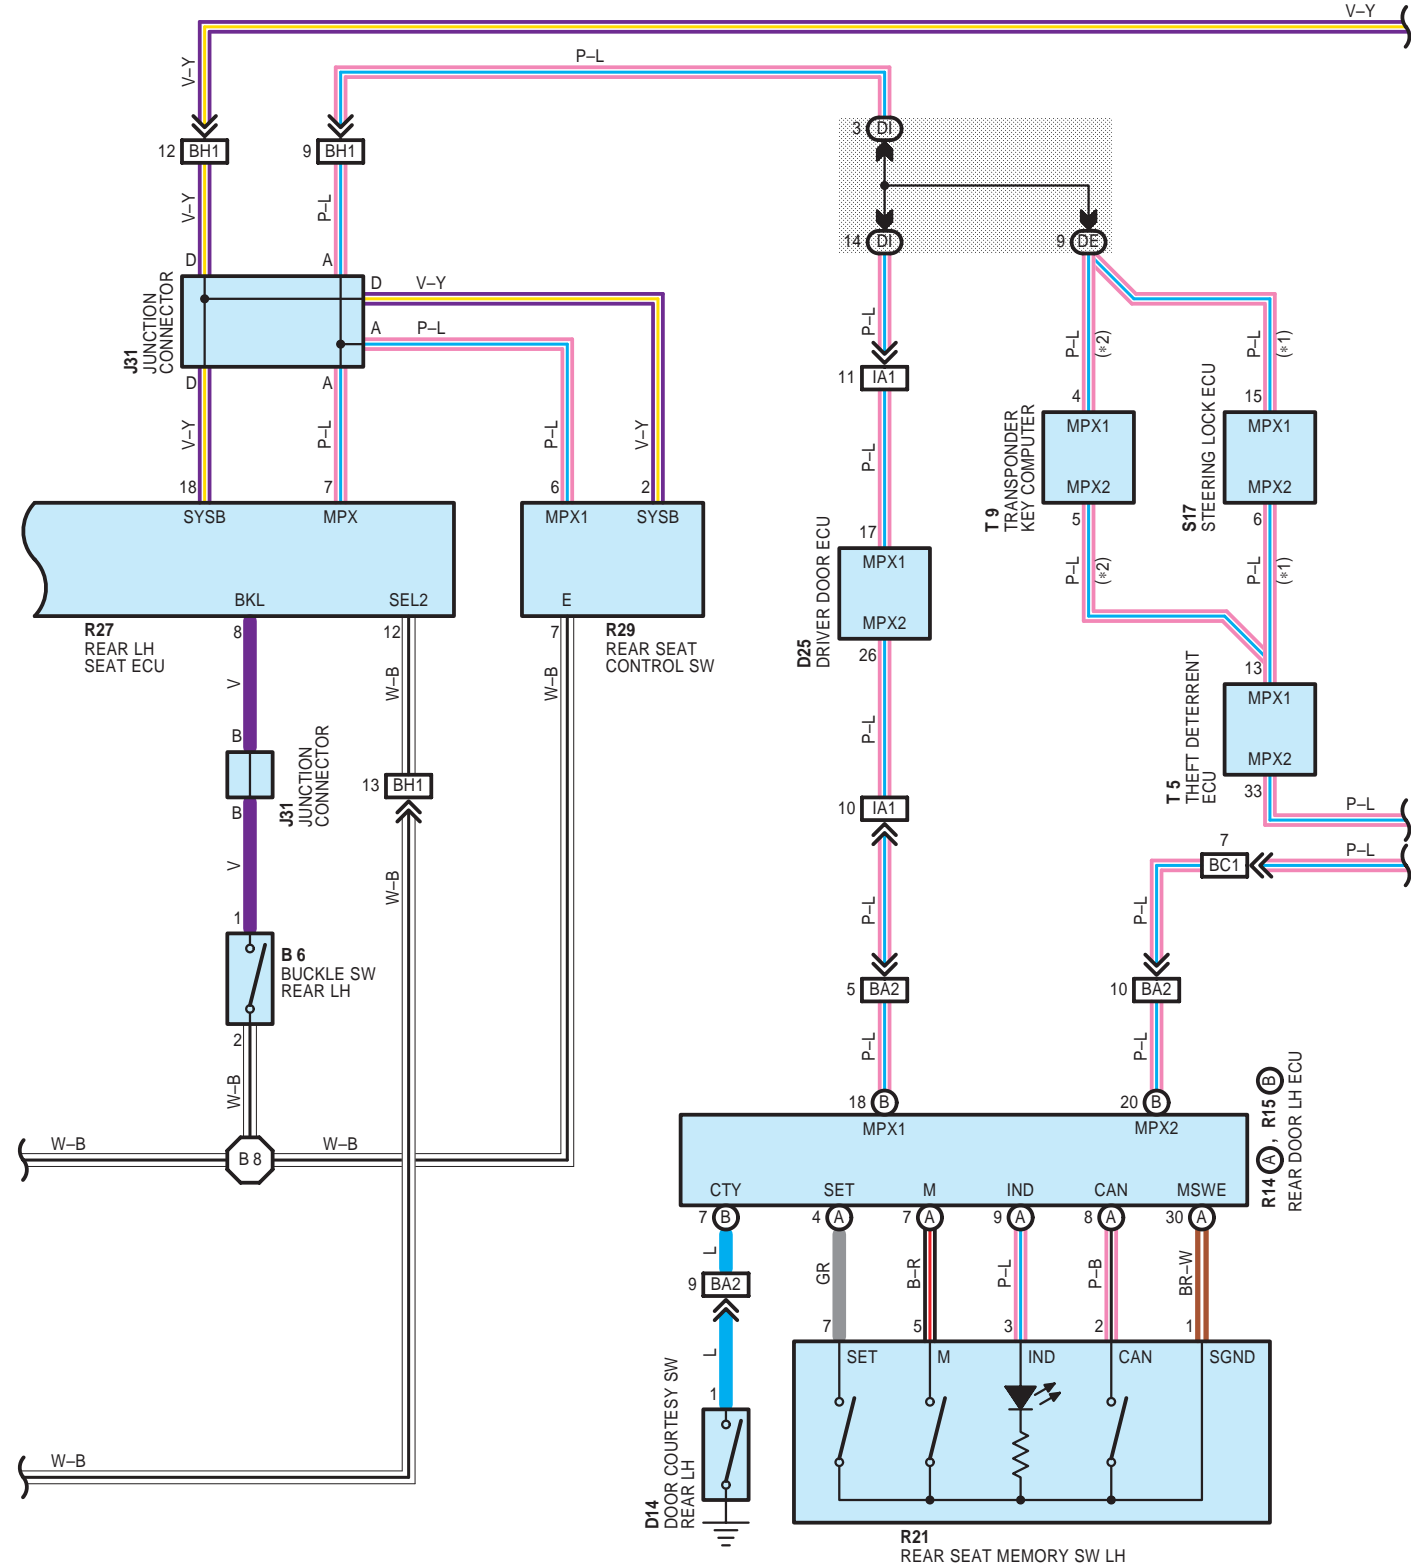 V–Y
P–L
V–Y
3 DI
12 BH1
9 BH1
V–Y
P–L
14 DI
9 DE
D
A
D
V–Y
A
P–L
J31
JUNCTION
CONNECTOR
D
A
P–L
P–L
(*2)
P–L
(*1)
11 IA1
V–Y
P–L
P–L
V–Y
4
15
MPX1
MPX2
T 9
TRANSPONDER
KEY COMPUTER
MPX1
MPX2
S17
STEERING LOCK ECU
P–L
18
7
6
2
SYSB
MPX
MPX1
SYSB
5
6
17
MPX1
MPX2
D25
DRIVER DOOR ECU
P–L
(*2)
P–L
(*1)
BKL
SEL2
E
R27
REAR LH
SEAT ECU
8
12
7
R29
REAR SEAT
CONTROL SW
26
13
V
W–B
W–B
MPX1
MPX2
T 5
THEFT DETERRENT
ECU
B
J31
JUNCTION
CONNECTOR
P–L
13 BH1
33
B
10 IA1
P–L
7
BC1
P–L
V
W–B
P–L
P–L
1
B 6
BUCKLE SW
REAR LH
5 BA2
10 BA2
2
W–B
P–L
P–L
18 B
20 B
MPX1
MPX2
R14 A , R15 B
REAR DOOR LH ECU
W–B
B 8
W–B
CTY
SET
M
IND
CAN
MSWE
7 B
4 A
7 A
9 A
8 A
30 A
L
GR
B–R
P–L
P–B
BR–W
9 BA2
7
5
3
2
1
L
SET
M
IND
CAN
SGND
1
D14
DOOR COURTESY SW
REAR LH
W–B
R21
REAR SEAT MEMORY SW LH